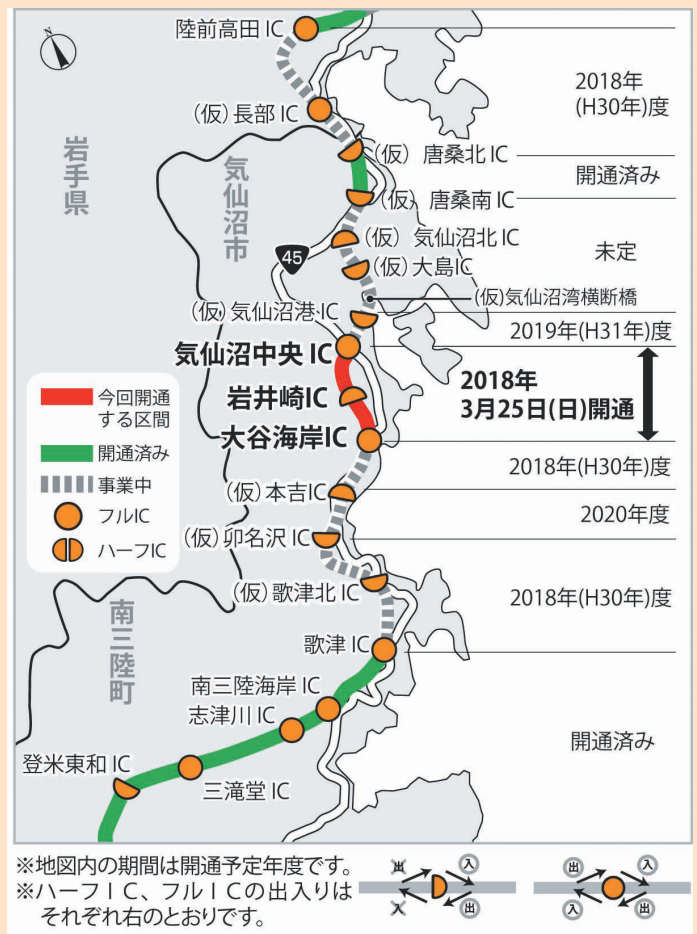 陸前高田 IC
(仮)長部 IC
(仮) 唐桑北 IC
(仮) 唐桑南 IC
(仮) 気仙沼北 IC
(仮)大島IC
(仮)気仙沼湾横断橋
(仮)気仙沼港 IC
気仙沼中央 IC
岩井崎IC
大谷海岸IC
(仮)本吉IC
(仮)卯名沢 IC
(仮)歌津北 IC
歌津 IC
南三陸海岸 IC
志津川 IC
三滝堂 IC
登米東和 IC
岩手県
気仙沼市
南三陸町
45
2018年
(H30年)度
開通済み
未定
2019年(H31年)度
2018年
3月25日(日)開通
2018年(H30年)度
2020年度
2018年(H30年)度
開通済み
今回開通
する区間
開通済み
事業中
フルIC
ハーフIC
※地図内の期間は開通予定年度です。
※ハーフＩＣ、フルＩＣの出入りは
それぞれ右のとおりです。
出 入
入 出
出 入
入 出